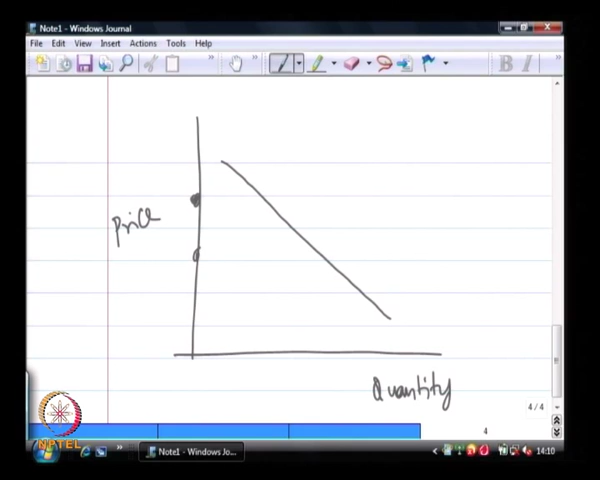 Note1 - Windows Journal
File Edit View Insert Actions Tools Help
B I
Price
Quantity
4/4
4
NPTEL
Note1 - Windows Jo...
14:10